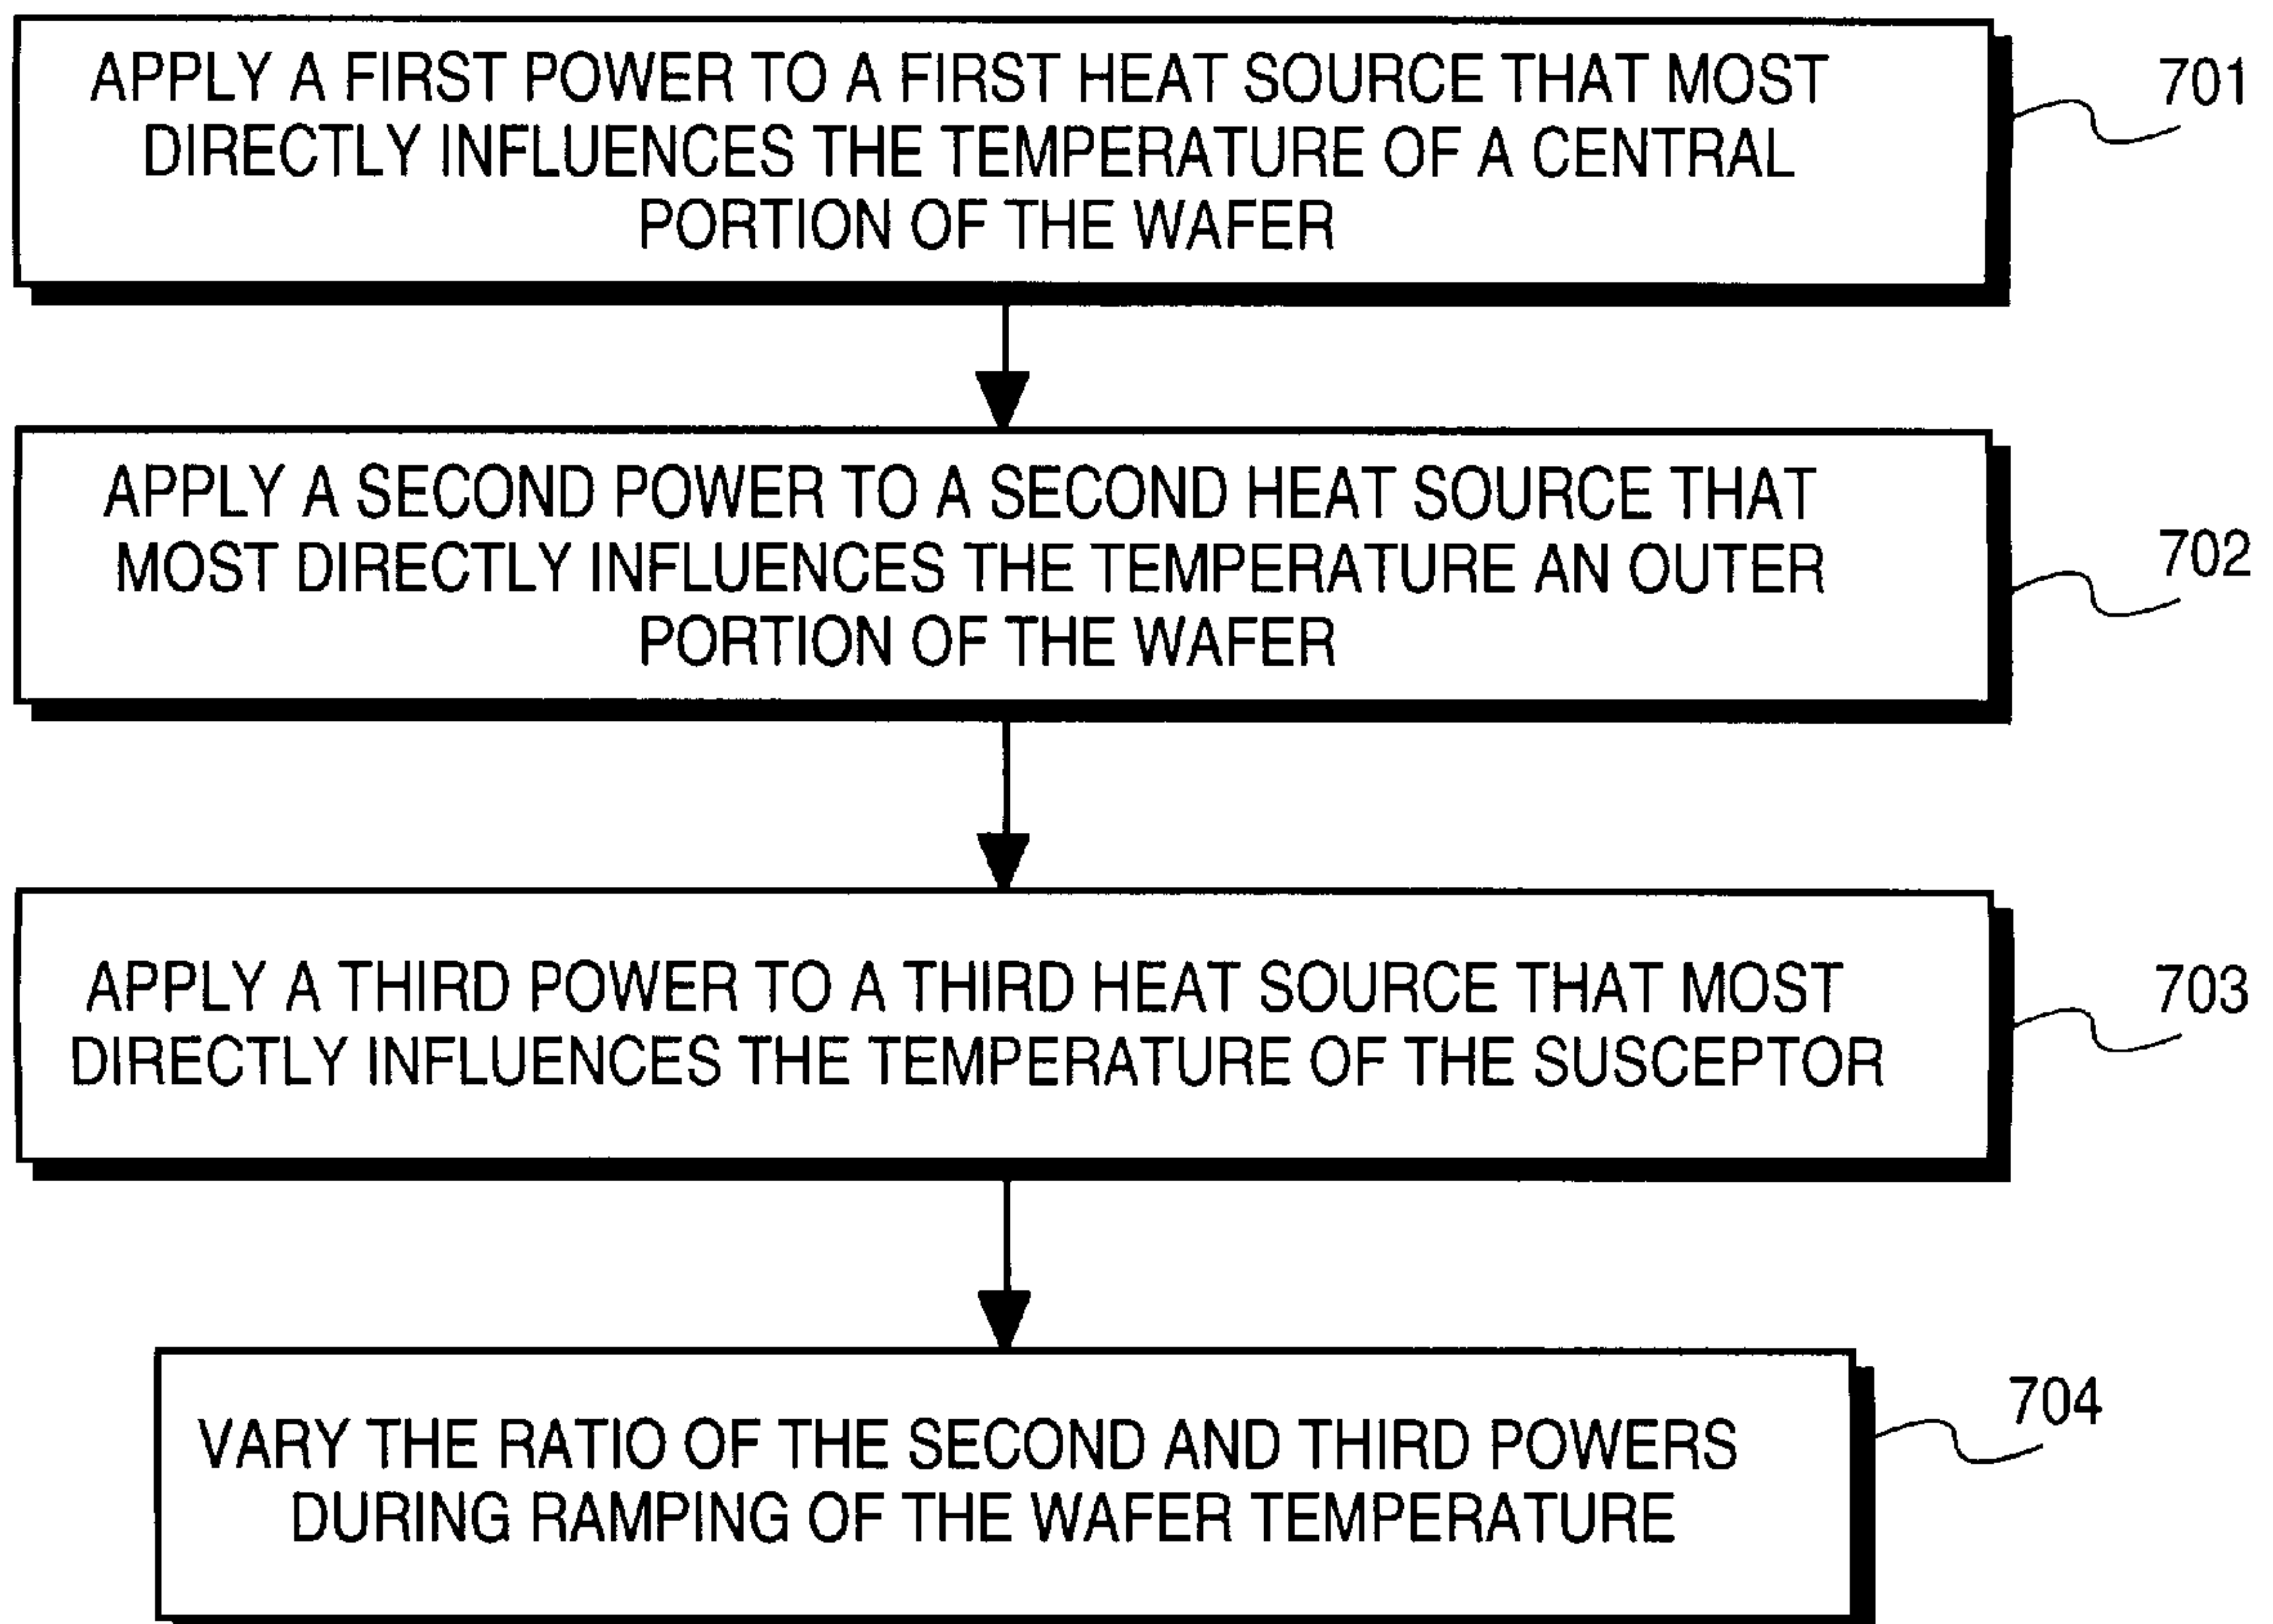 APPLY A FIRST POWER TO A FIRST HEAT SOURCE THAT MOST
DIRECTLY INFLUENCES THE TEMPERATURE OF A CENTRAL
PORTION OF THE WAFER
701
APPLY A SECOND POWER TO A SECOND HEAT SOURCE THAT
MOST DIRECTLY INFLUENCES THE TEMPERATURE AN OUTER
PORTION OF THE WAFER
702
APPLY A THIRD POWER TO A THIRD HEAT SOURCE THAT MOST
DIRECTLY INFLUENCES THE TEMPERATURE OF THE SUSCEPTOR
703
VARY THE RATIO OF THE SECOND AND THIRD POWERS
DURING RAMPING OF THE WAFER TEMPERATURE
704